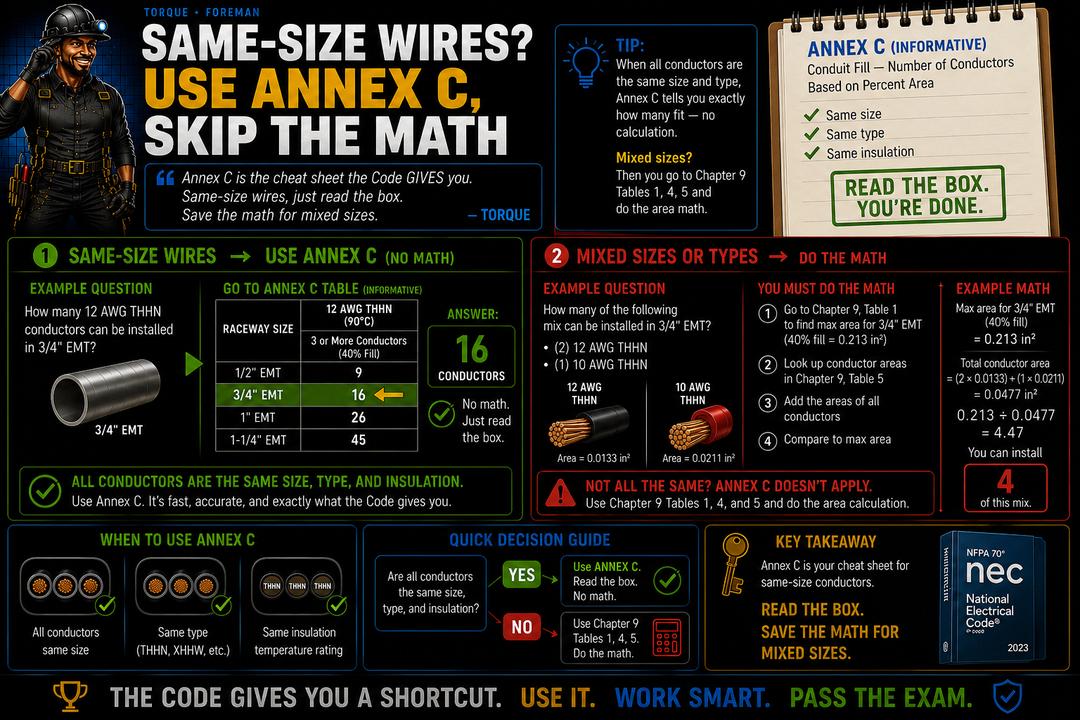 TORQUE • FOREMAN
SAME-SIZE WIRES?
USE ANNEX C,
SKIP THE MATH
Annex C is the cheat sheet the Code GIVES you.
Same-size wires, just read the box.
Save the math for mixed sizes.
— TORQUE
TIP:
When all conductors are
the same size and type,
Annex C tells you exactly
how many fit — no
calculation.
Mixed sizes?
Then you go to Chapter 9
Tables 1, 4, 5 and
do the area math.
ANNEX C (INFORMATIVE)
Conduit Fill — Number of Conductors
Based on Percent Area
Same size
Same type
Same insulation
READ THE BOX.
YOU'RE DONE.
1 SAME-SIZE WIRES → USE ANNEX C (NO MATH)
EXAMPLE QUESTION
How many 12 AWG THHN
conductors can be installed
in 3/4" EMT?
3/4" EMT
GO TO ANNEX C TABLE (INFORMATIVE)
RACEWAY SIZE
12 AWG THHN
(90°C)
3 or More Conductors
(40% Fill)
1/2" EMT 9
3/4" EMT 16
1" EMT 26
1-1/4" EMT 45
ANSWER:
16
CONDUCTORS
No math.
Just read
the box.
ALL CONDUCTORS ARE THE SAME SIZE, TYPE, AND INSULATION.
Use Annex C. It's fast, accurate, and exactly what the Code gives you.
2 MIXED SIZES OR TYPES → DO THE MATH
EXAMPLE QUESTION
How many of the following
mix can be installed in 3/4" EMT?
• (2) 12 AWG THHN
• (1) 10 AWG THHN
12 AWG
THHN
Area = 0.0133 in²
10 AWG
THHN
Area = 0.0211 in²
YOU MUST DO THE MATH
1 Go to Chapter 9, Table 1
to find max area for 3/4" EMT
(40% fill = 0.213 in²)
2 Look up conductor areas
in Chapter 9, Table 5
3 Add the areas of all
conductors
4 Compare to max area
EXAMPLE MATH
Max area for 3/4" EMT
(40% fill)
= 0.213 in²
Total conductor area
= (2 × 0.0133) + (1 × 0.0211)
= 0.0477 in²
0.213 ÷ 0.0477
= 4.47
You can install
4
of this mix.
NOT ALL THE SAME? ANNEX C DOESN'T APPLY.
Use Chapter 9 Tables 1, 4, and 5 and do the area calculation.
WHEN TO USE ANNEX C
All conductors
same size
Same type
(THHN, XHHW, etc.)
THHN THHN THHN
Same insulation
temperature rating
QUICK DECISION GUIDE
Are all conductors
the same size,
type, and insulation?
YES
Use Annex C.
Read the box.
No math.
NO
Use Chapter 9
Tables 1, 4, 5.
Do the math.
KEY TAKEAWAY
Annex C is your cheat sheet for
same-size conductors.
READ THE BOX.
SAVE THE MATH FOR
MIXED SIZES.
NFPA 70®
nec
National
Electrical
Code®
2023
THE CODE GIVES YOU A SHORTCUT. USE IT. WORK SMART. PASS THE EXAM.